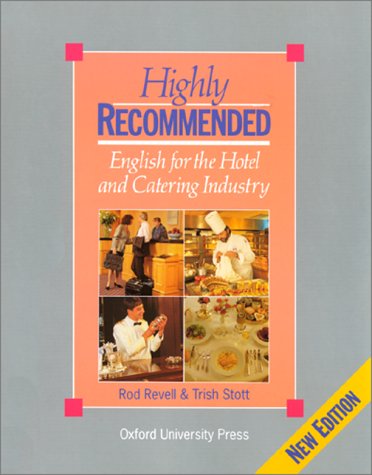 Highly
RECOMMENDED
English for the Hotel
and Catering Industry
Rod Revell & Trish Stott
Oxford University Press
NEW EDITION